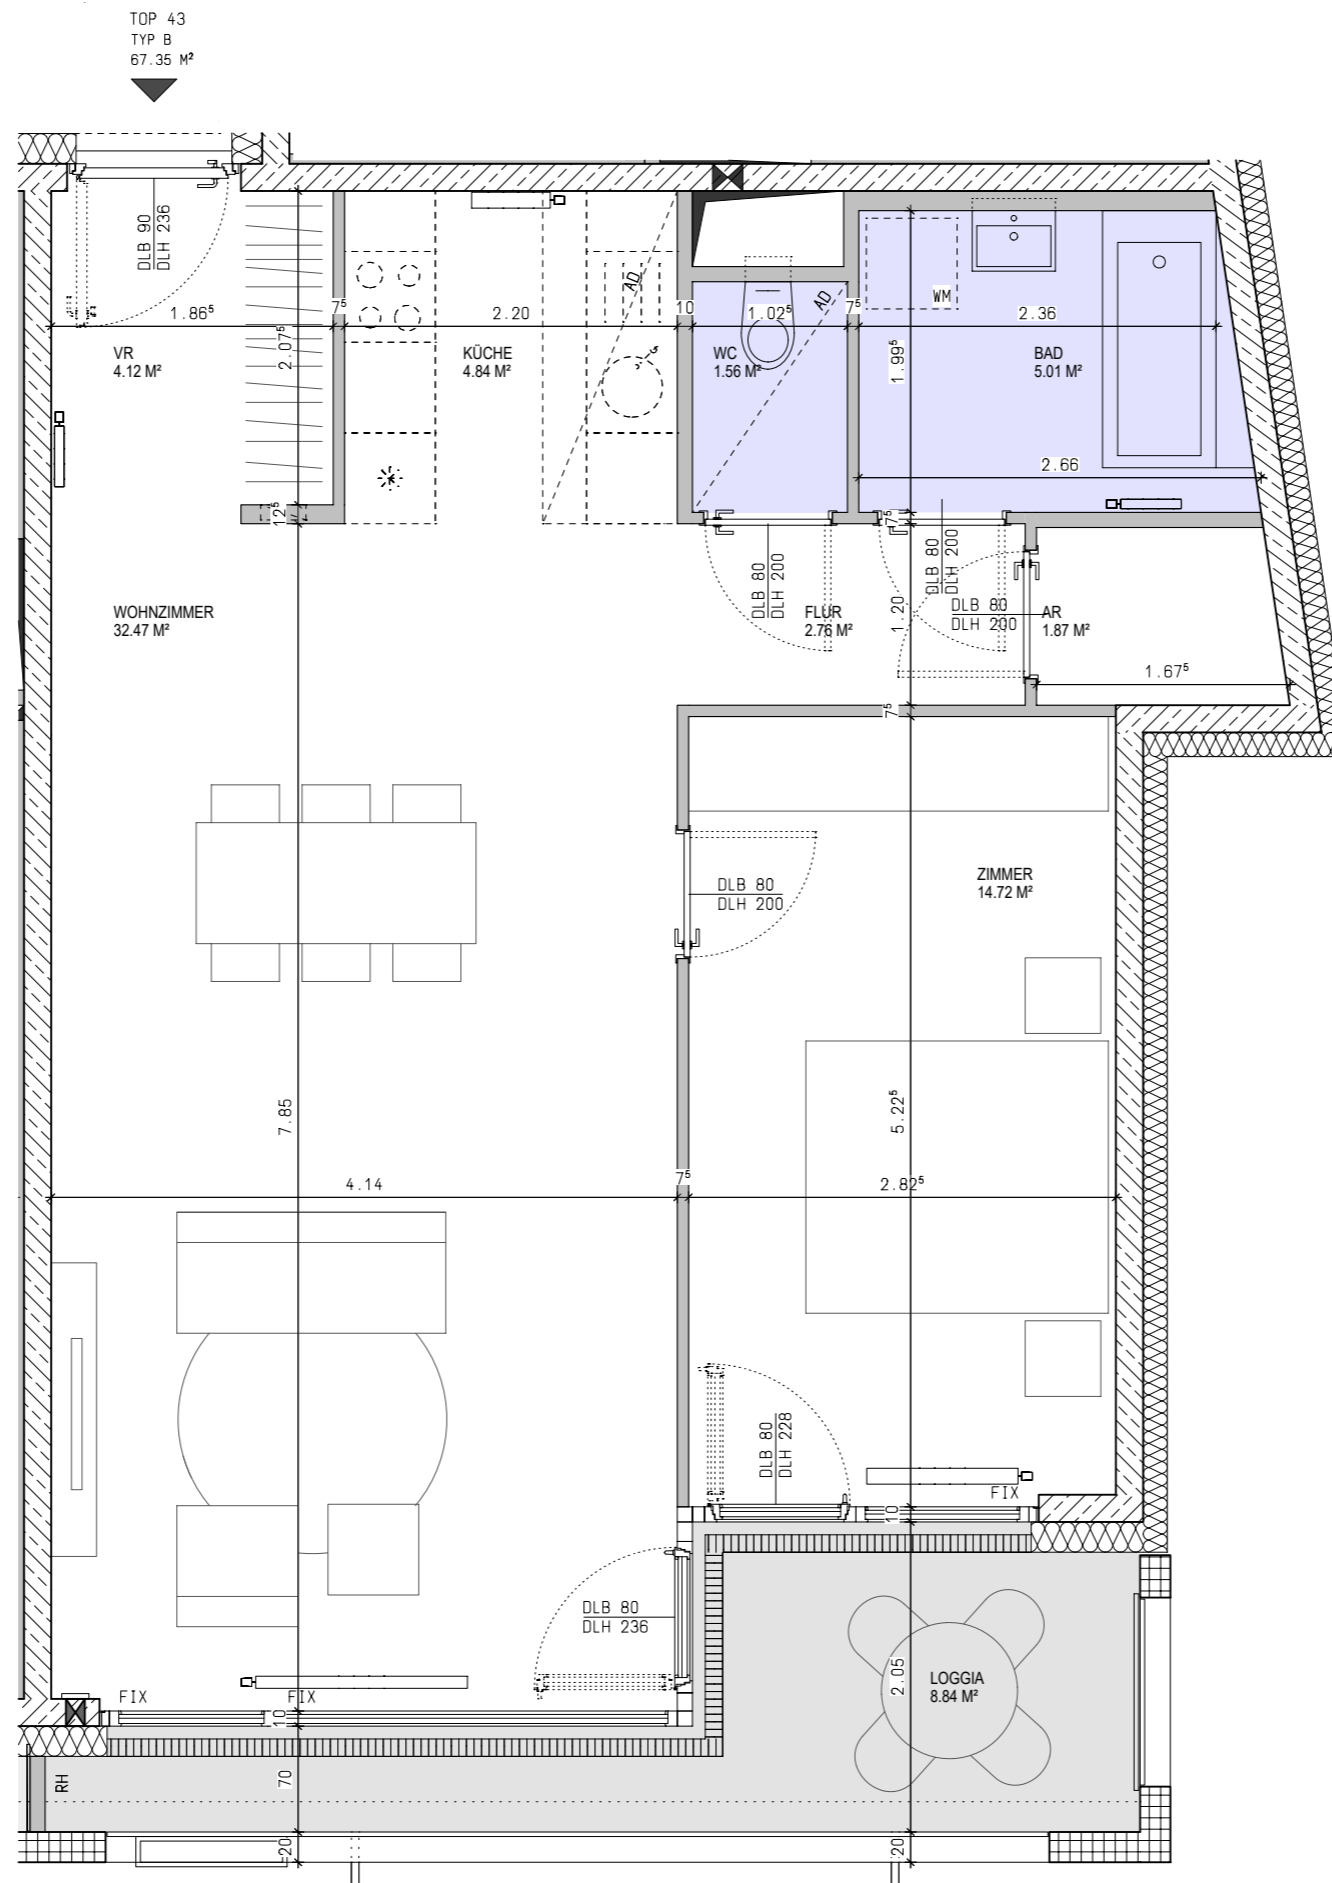 TOP 43
TYP B
67.35 M²
DLB 90
DLH 236
1.86⁵
7⁵
2.20
10
1.02⁵
7⁵
2.36
AD
AD
WM
VR
4.12 M²
2.07⁵
KÜCHE
4.84 M²
WC
1.56 M²
1.99⁵
BAD
5.01 M²
2.66
12⁵
7⁵
DLB 80
DLH 200
DLB 80
DLH 200
WOHNZIMMER
32.47 M²
FLUR
2.76 M²
1.20
DLB 80
DLH 200
AR
1.87 M²
1.67⁵
7⁵
DLB 80
DLH 200
ZIMMER
14.72 M²
7.85
5.22⁵
4.14
7⁵
2.82⁵
DLB 80
DLH 228
FIX
10
DLB 80
DLH 236
LOGGIA
8.84 M²
2.05
FIX
FIX
10
RH
70
20
20